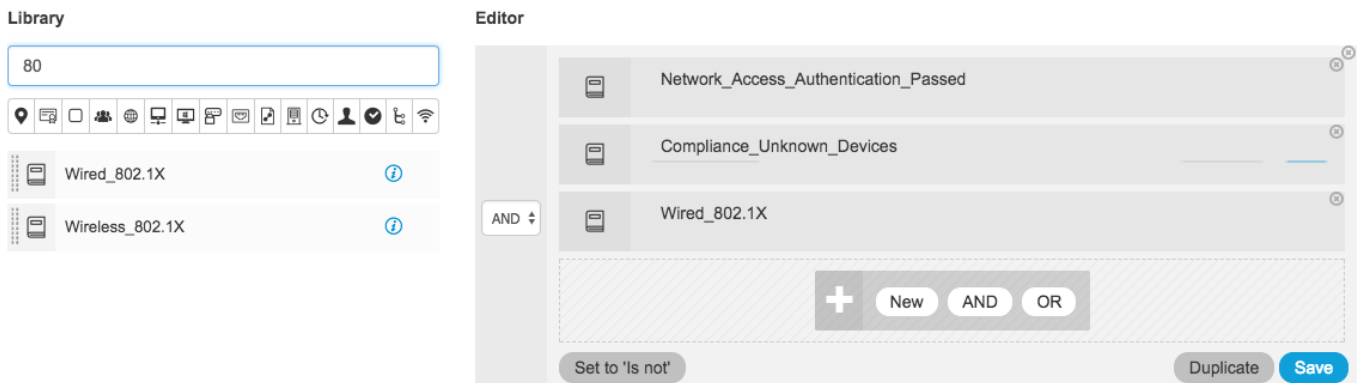 Library
80
Wired_802.1X
Wireless_802.1X
Editor
AND
Network_Access_Authentication_Passed
Compliance_Unknown_Devices
Wired_802.1X
New AND OR
Set to 'Is not' Duplicate Save